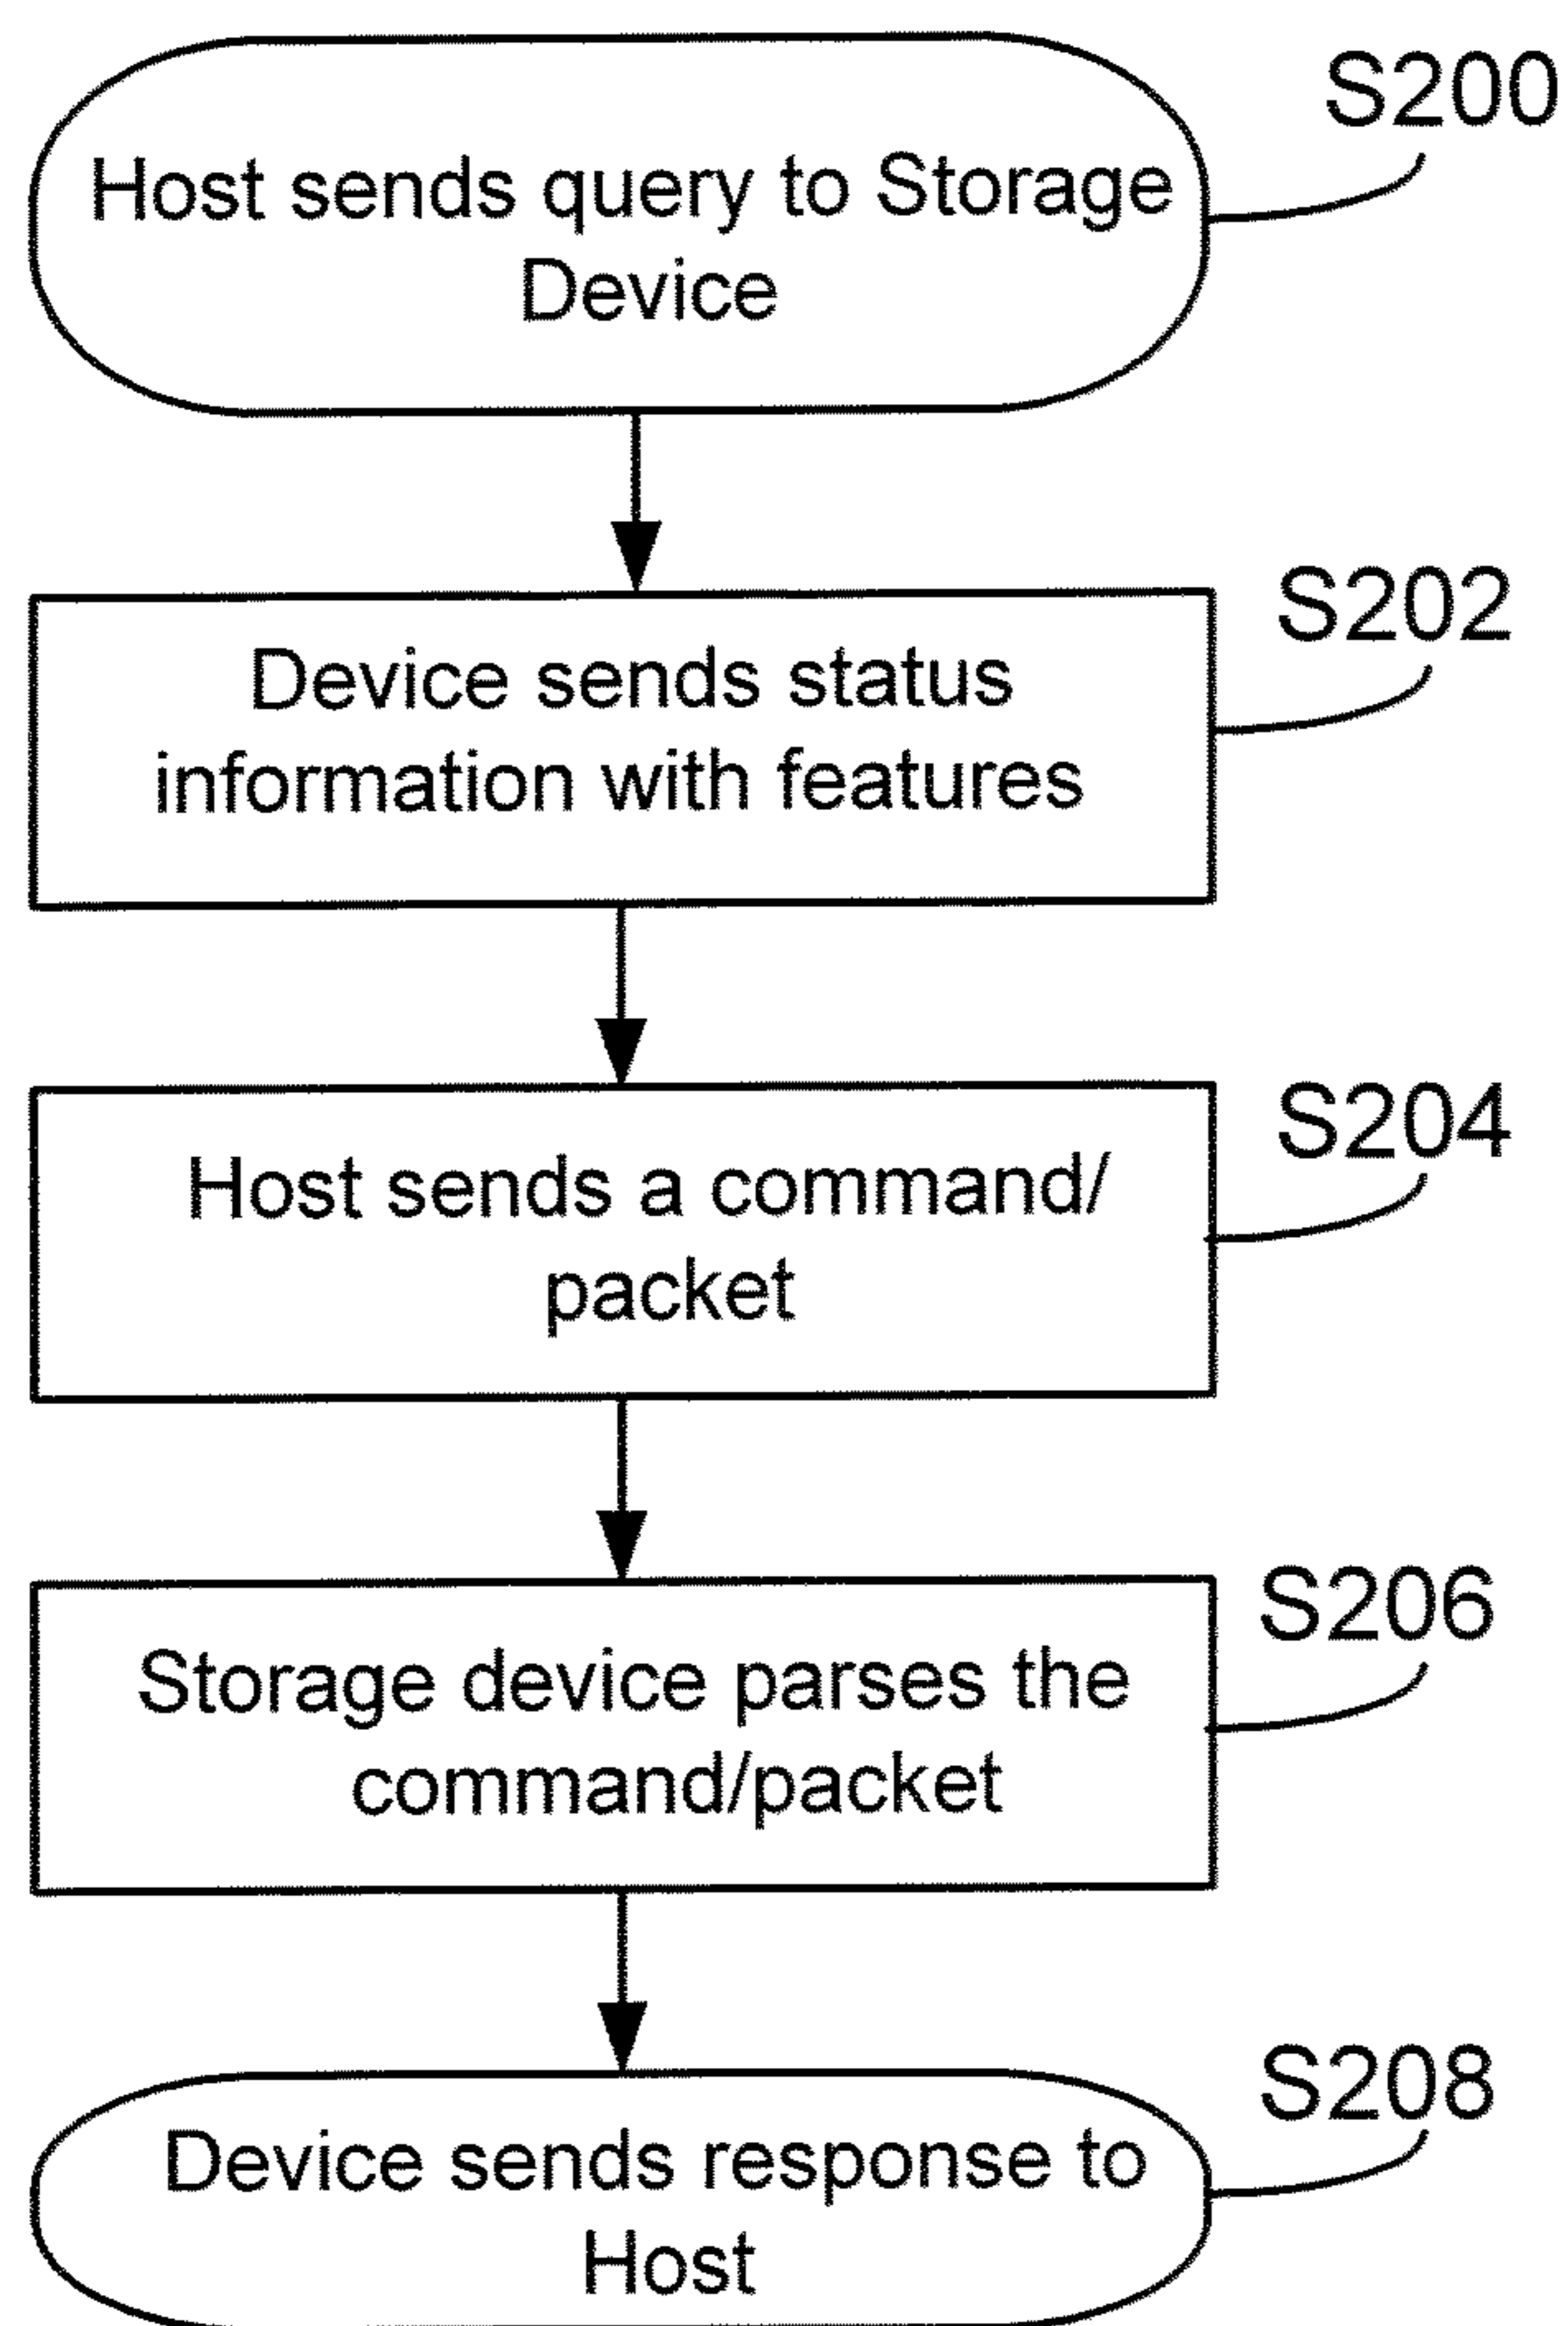 S200
Host sends query to Storage
Device
S202
Device sends status
information with features
S204
Host sends a command/
packet
S206
Storage device parses the
command/packet
S208
Device sends response to
Host